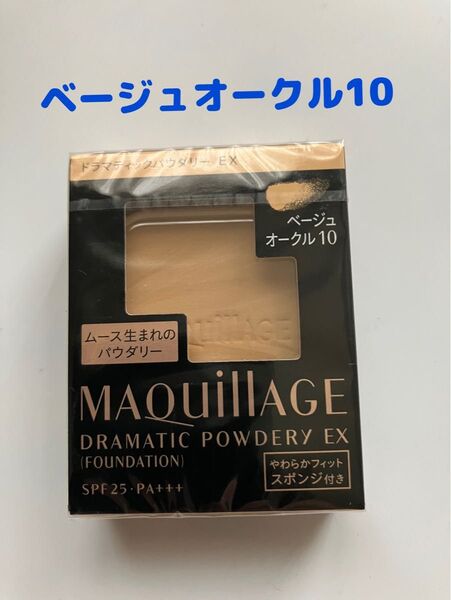 ベージュオークル10
ドラマティックパウダリー EX
ベージュ
オークル10
QuillAGE
ムース生まれの
パウダリー
MAQuillAGE
DRAMATIC POWDERY EX
(FOUNDATION)
やわらかフィット
スポンジ付き
SPF25・PA+++